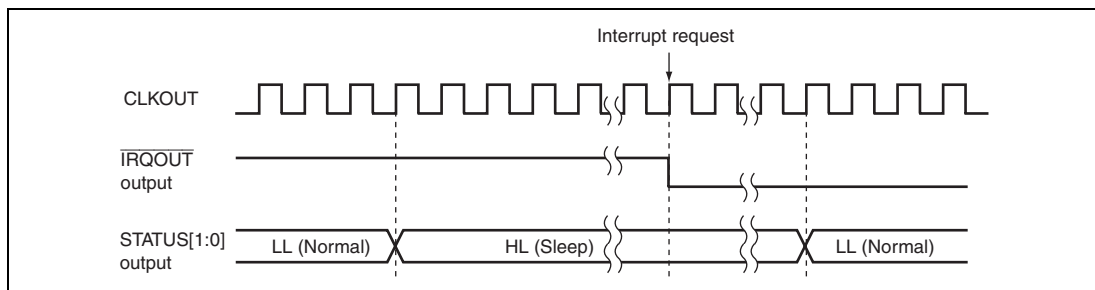 Interrupt request
CLKOUT
IRQOUT
output
STATUS[1:0]
output
LL (Normal)
HL (Sleep)
LL (Normal)